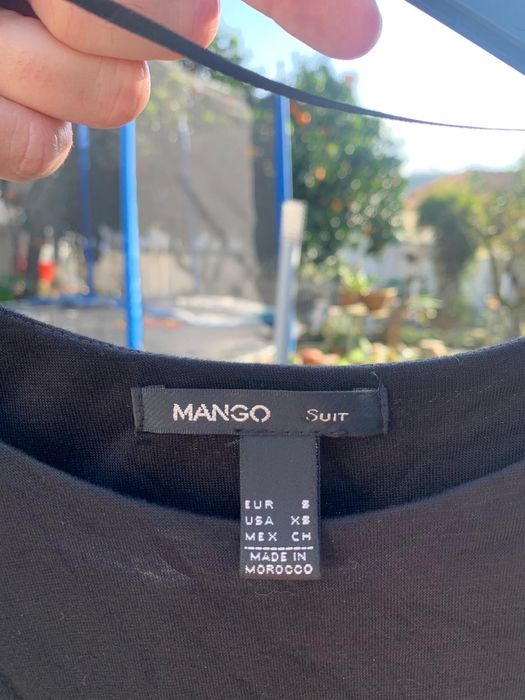 MANGO SUIT
EUR S
USA XS
MEX CH
MADE IN
MOROCCO